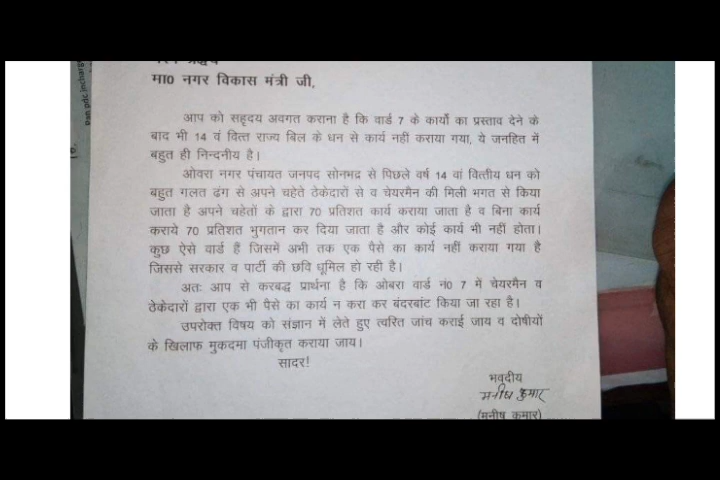 मा0 नगर विकास मंत्री जी,
आप को सहृदय अवगत कराना है कि वार्ड 7 के कार्यो का प्रस्ताव देने के
बाद भी 14 वं वित्त राज्य बिल के धन से कार्य नहीं कराया गया, ये जनहित में
बहुत ही निन्दनीय है।
ओवरा नगर पंचायत जनपद सोनभद्र से पिछले वर्ष 14 वां वित्तीय धन को
बहुत गलत ढंग से अपने चहेते ठेकेदारों से व चेयरमैन की मिली भगत से किया
जाता है अपने चहेतों के द्वारा 70 प्रतिशत कार्य कराया जाता है व बिना कार्य
कराये 70 प्रतिशत भुगतान कर दिया जाता है और कोई कार्य भी नहीं होता।
कुछ ऐसे वार्ड हैं जिसमें अभी तक एक पैसे का कार्य नहीं कराया गया है
जिससे सरकार व पार्टी की छवि धूमिल हो रही है।
अतः आप से करबद्ध प्रार्थना है कि ओबरा वार्ड नं0 7 में चेयरमैन व
ठेकेदारों द्वारा एक भी पैसे का कार्य न करा कर बंदरबांट किया जा रहा है।
उपरोक्त विषय को संज्ञान में लेते हुए त्वरित जांच कराई जाय व दोषीयों
के खिलाफ मुकदमा पंजीकृत कराया जाय।
सादर!
भवदीय
मनीष कुमार
(मनीष कुमार)